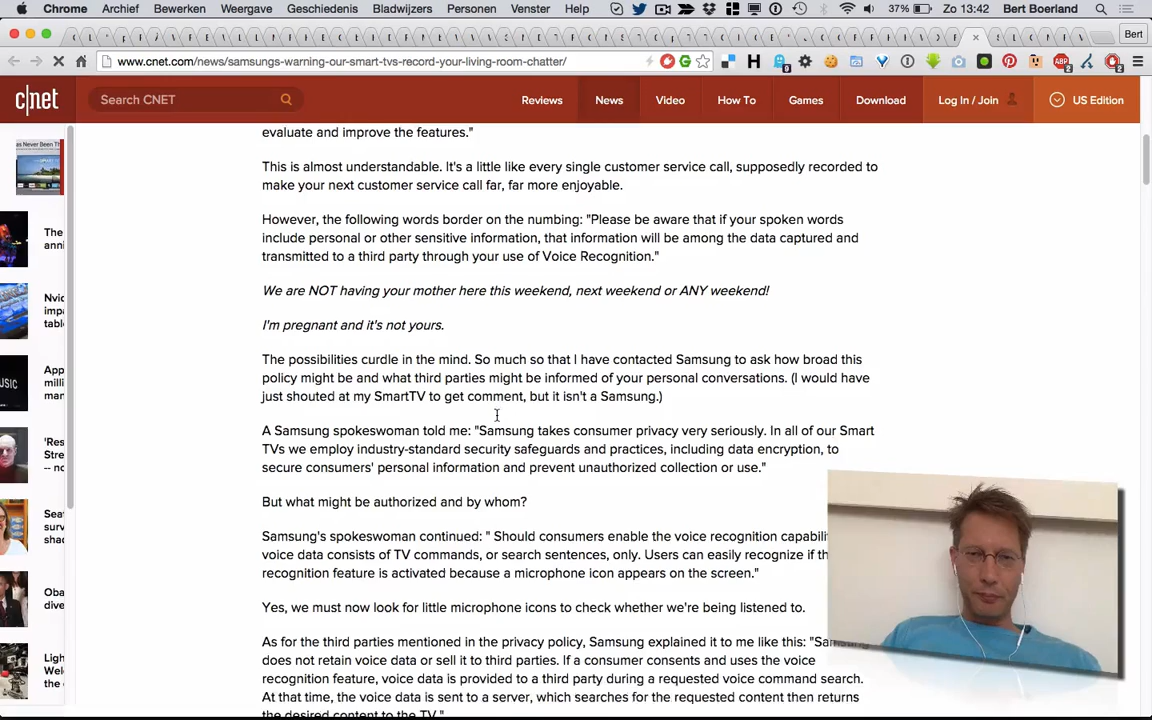 Chrome Archief Bewerken Weergave Geschiedenis Bladwijzers Personen Venster Help 37% Zo 13:42 Bert Boerland
Bert
www.cnet.com/news/samsungs-warning-our-smart-tvs-record-your-living-room-chatter/
c|net Search CNET Reviews News Video How To Games Download Log In / Join US Edition
evaluate and improve the features."
This is almost understandable. It's a little like every single customer service call, supposedly recorded to
make your next customer service call far, far more enjoyable.
However, the following words border on the numbing: "Please be aware that if your spoken words
include personal or other sensitive information, that information will be among the data captured and
transmitted to a third party through your use of Voice Recognition."
We are NOT having your mother here this weekend, next weekend or ANY weekend!
I'm pregnant and it's not yours.
The possibilities curdle in the mind. So much so that I have contacted Samsung to ask how broad this
policy might be and what third parties might be informed of your personal conversations. (I would have
just shouted at my SmartTV to get comment, but it isn't a Samsung.)
A Samsung spokeswoman told me: "Samsung takes consumer privacy very seriously. In all of our Smart
TVs we employ industry-standard security safeguards and practices, including data encryption, to
secure consumers' personal information and prevent unauthorized collection or use."
But what might be authorized and by whom?
Samsung's spokeswoman continued: " Should consumers enable the voice recognition capabili
voice data consists of TV commands, or search sentences, only. Users can easily recognize if th
recognition feature is activated because a microphone icon appears on the screen."
Yes, we must now look for little microphone icons to check whether we're being listened to.
As for the third parties mentioned in the privacy policy, Samsung explained it to me like this: "Sam
does not retain voice data or sell it to third parties. If a consumer consents and uses the voice
recognition feature, voice data is provided to a third party during a requested voice command search.
At that time, the voice data is sent to a server, which searches for the requested content then returns
the desired content to the TV."
as Never Been Th
The
anni
Nvid
impa
table
App
milli
man
'Res
Stre
-- no
Seat
surv
shad
Oba
dive
Ligh
Welc
the c